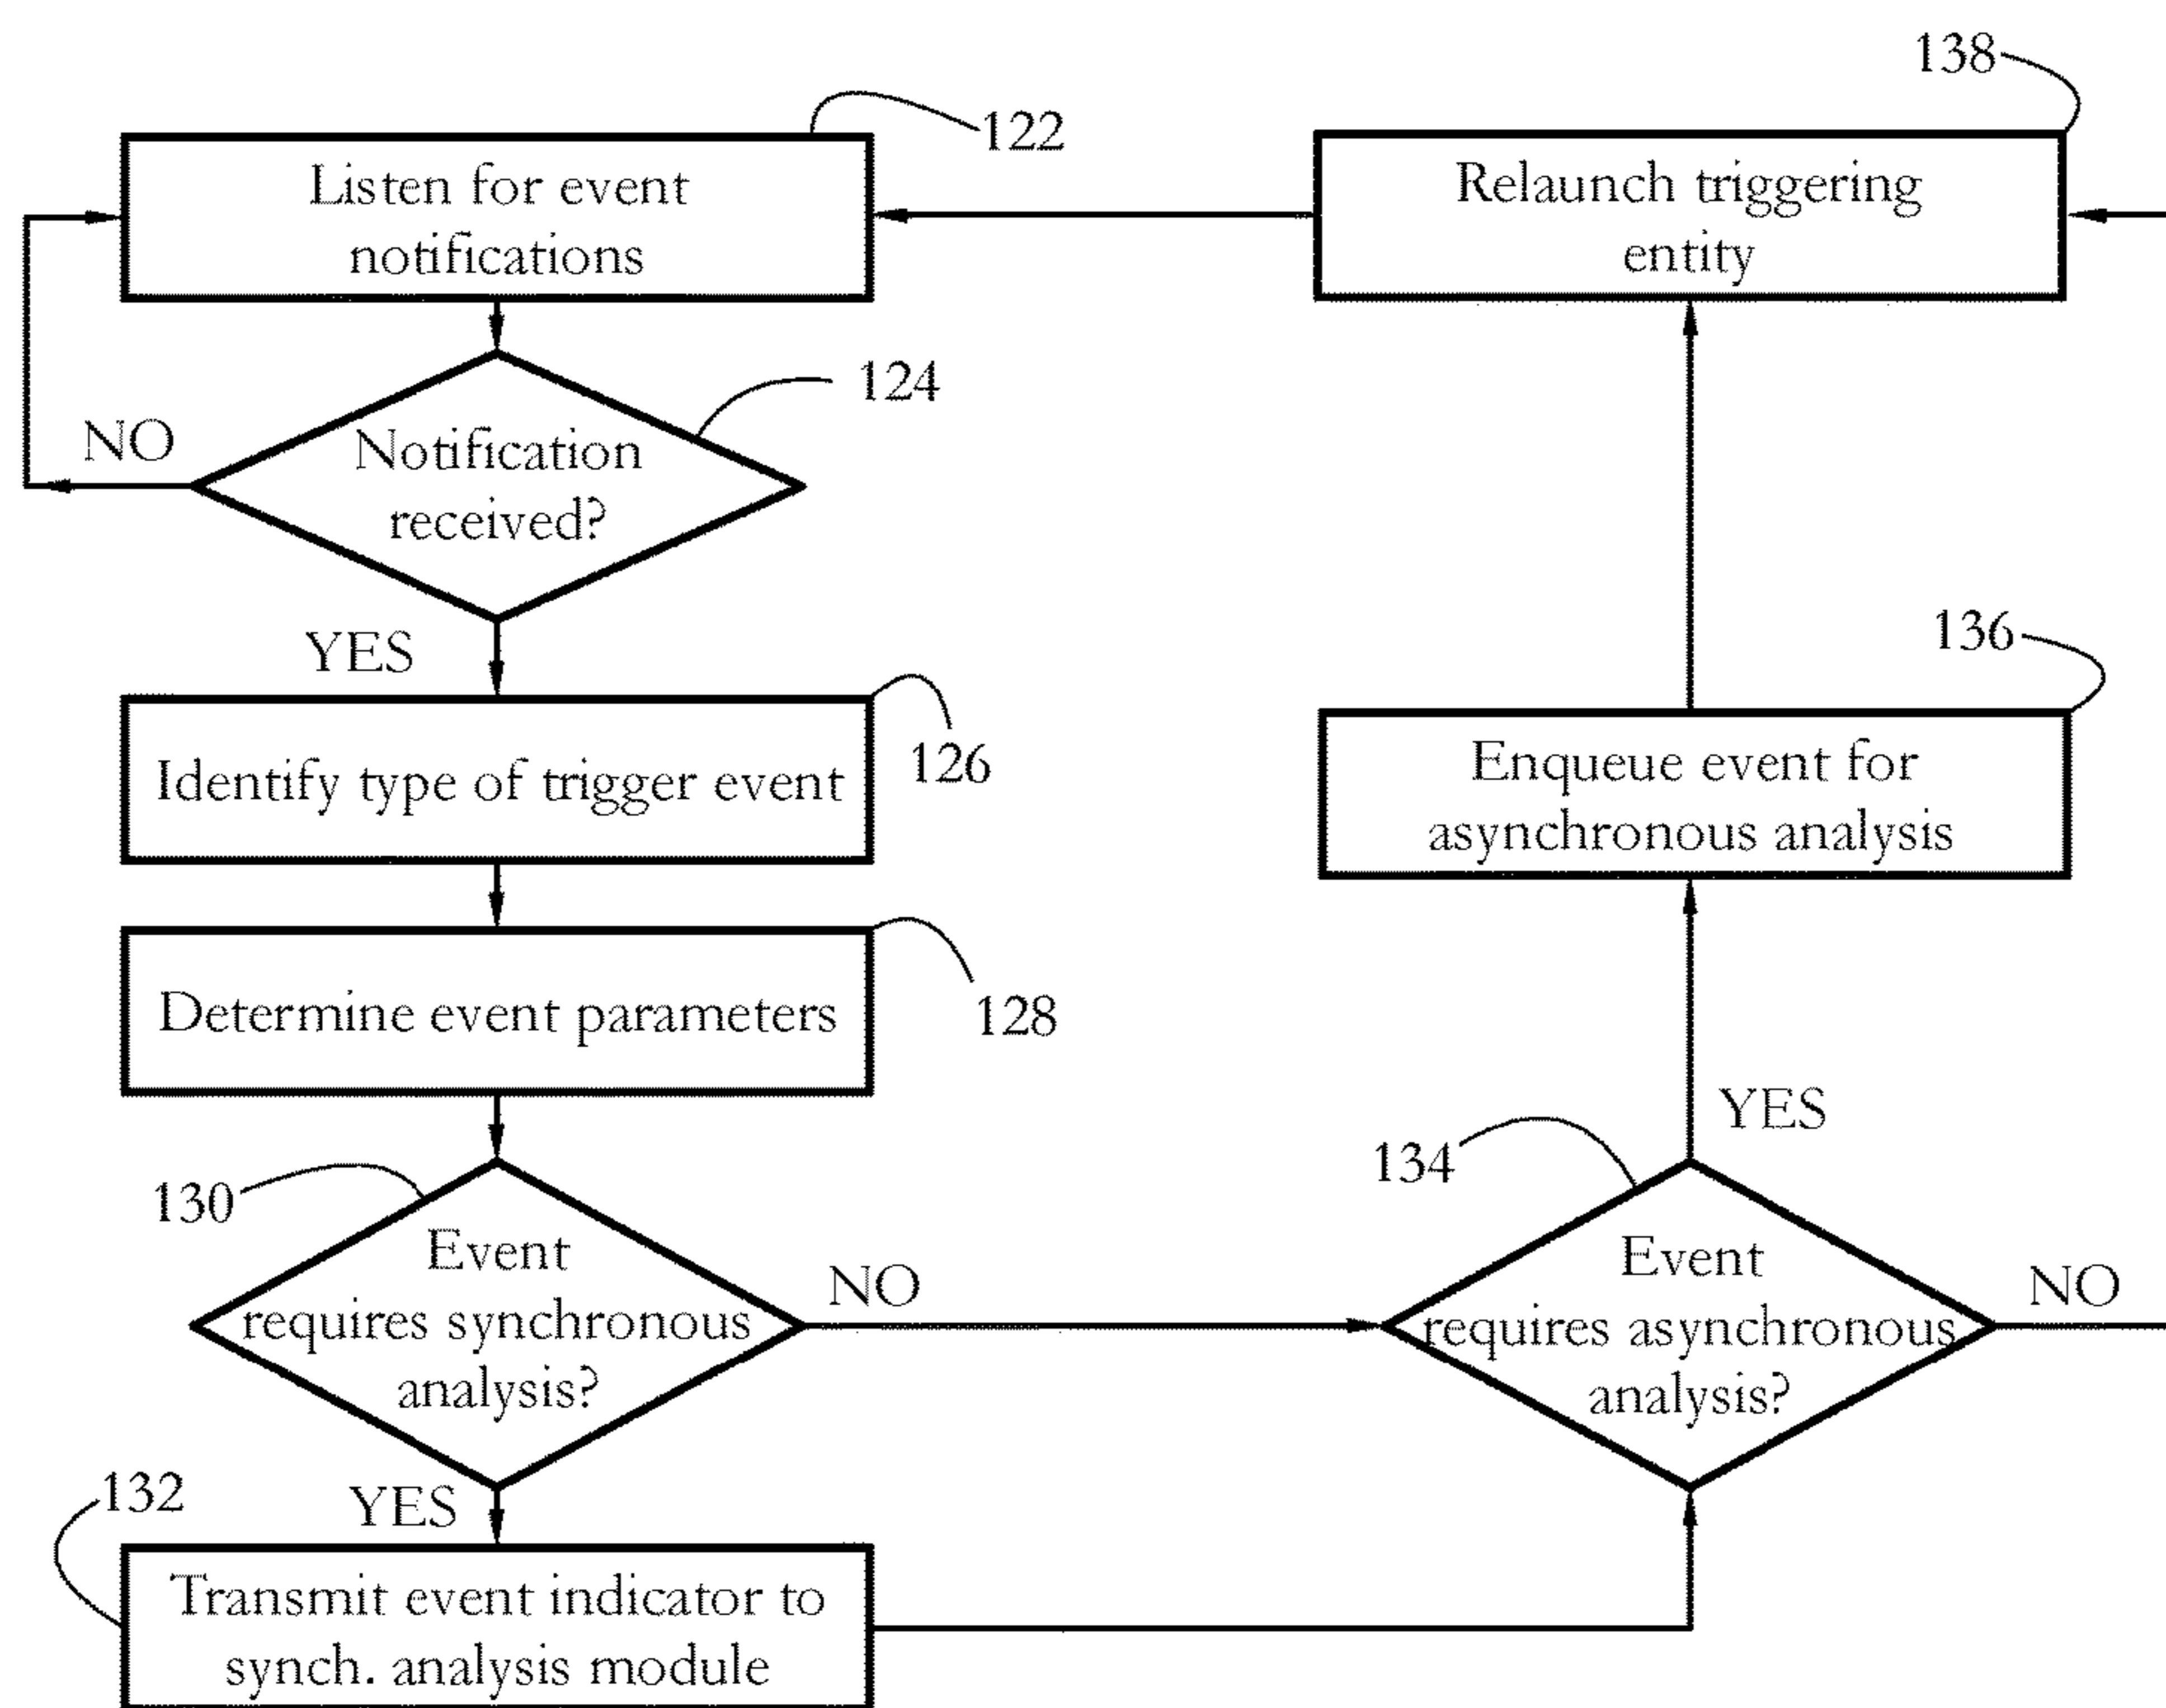 138
122
Listen for event
notifications
Relaunch triggering
entity
124
NO
Notification
received?
YES
136
126
Identify type of trigger event
Enqueue event for
asynchronous analysis
128
Determine event parameters
YES
134
130
Event
requires synchronous
analysis?
NO
Event
requires asynchronous
analysis?
NO
132
YES
Transmit event indicator to
synch. analysis module